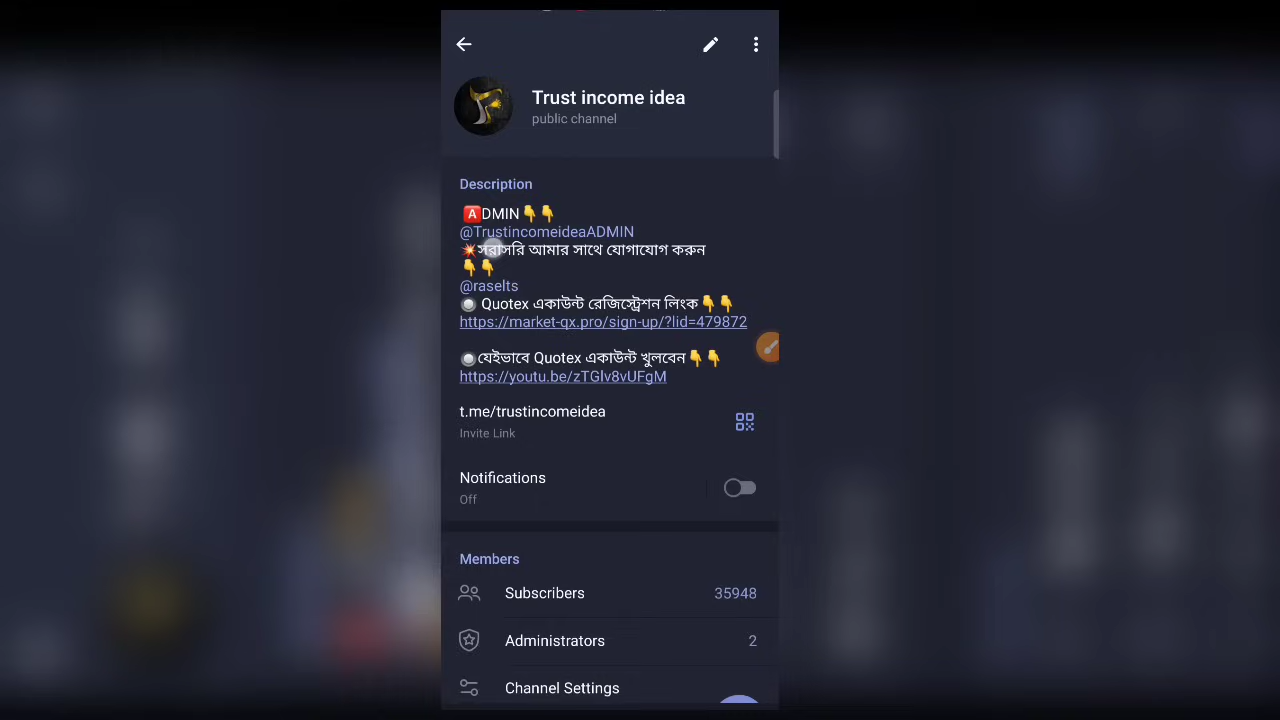 Trust income idea
public channel
Description
🅰DMIN👇👇
@TrustincomeideaADMIN
💥সরাসরি আমার সাথে যোগাযোগ করুন
👇👇
@raselts
🔘 Quotex একাউন্ট রেজিস্ট্রেশন লিংক👇👇
https://market-qx.pro/sign-up/?lid=479872
🔘যেইভাবে Quotex একাউন্ট খুলবেন👇👇
https://youtu.be/zTGlv8vUFgM
t.me/trustincomeidea
Invite Link
Notifications
Off
Members
Subscribers 35948
Administrators 2
Channel Settings